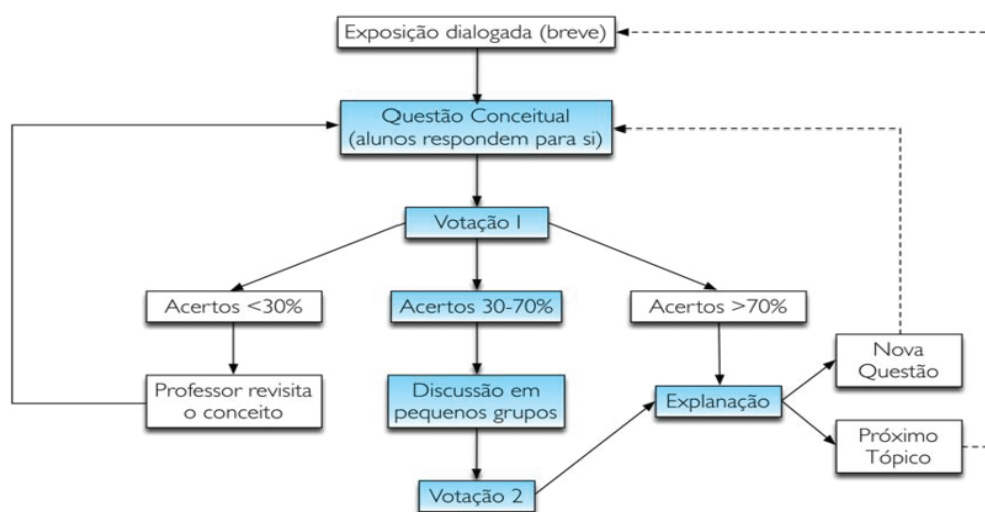 Exposição dialogada (breve)
Questão Conceitual
(alunos respondem para si)
Votação 1
Acertos <30%
Acertos 30-70%
Acertos >70%
Professor revisita
o conceito
Discussão em
pequenos grupos
Explanação
Nova
Questão
Próximo
Tópico
Votação 2